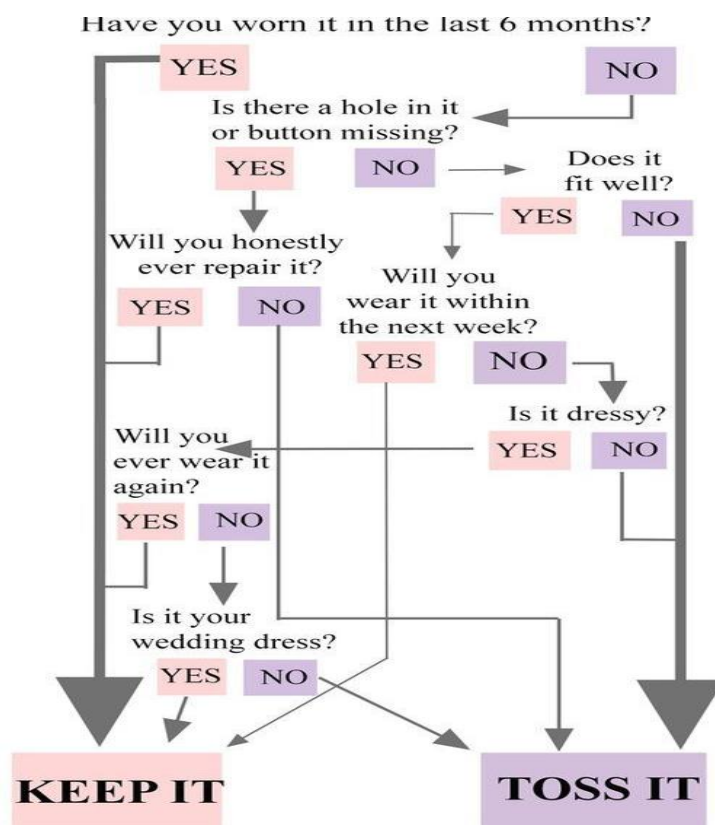 Have you worn it in the last 6 months?
YES
NO
Is there a hole in it
or button missing?
YES
NO
Does it
fit well?
YES
NO
Will you honestly
ever repair it?
YES
NO
Will you
wear it within
the next week?
YES
NO
Is it dressy?
YES
NO
Will you
ever wear it
again?
YES
NO
Is it your
wedding dress?
YES
NO
KEEP IT
TOSS IT